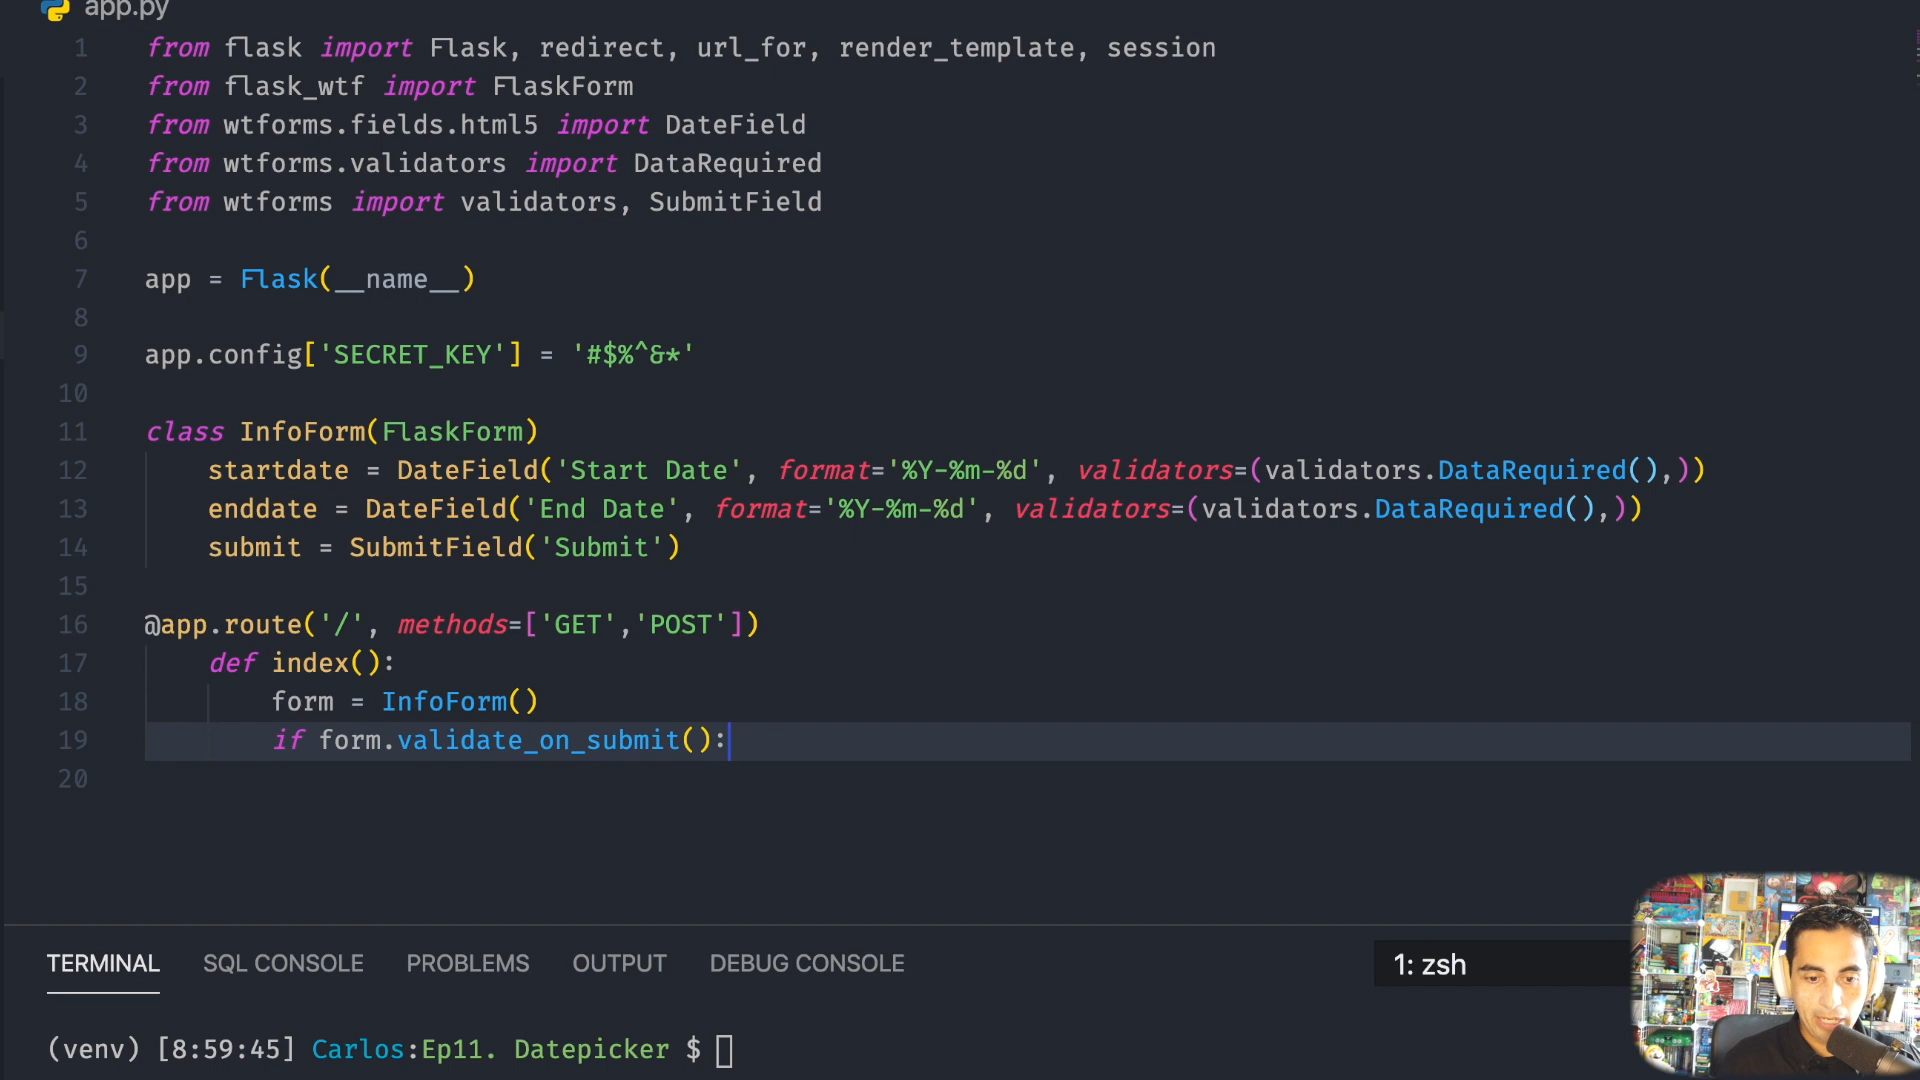 app.py
1 from flask import Flask, redirect, url_for, render_template, session
2 from flask_wtf import FlaskForm
3 from wtforms.fields.html5 import DateField
4 from wtforms.validators import DataRequired
5 from wtforms import validators, SubmitField
6
7 app = Flask(__name__)
8
9 app.config['SECRET_KEY'] = '#$%^&*'
10
11 class InfoForm(FlaskForm)
12     startdate = DateField('Start Date', format='%Y-%m-%d', validators=(validators.DataRequired(),))
13     enddate = DateField('End Date', format='%Y-%m-%d', validators=(validators.DataRequired(),))
14     submit = SubmitField('Submit')
15
16 @app.route('/', methods=['GET','POST'])
17     def index():
18         form = InfoForm()
19         if form.validate_on_submit():
20
TERMINAL SQL CONSOLE PROBLEMS OUTPUT DEBUG CONSOLE 1: zsh
(venv) [8:59:45] Carlos:Ep11. Datepicker $